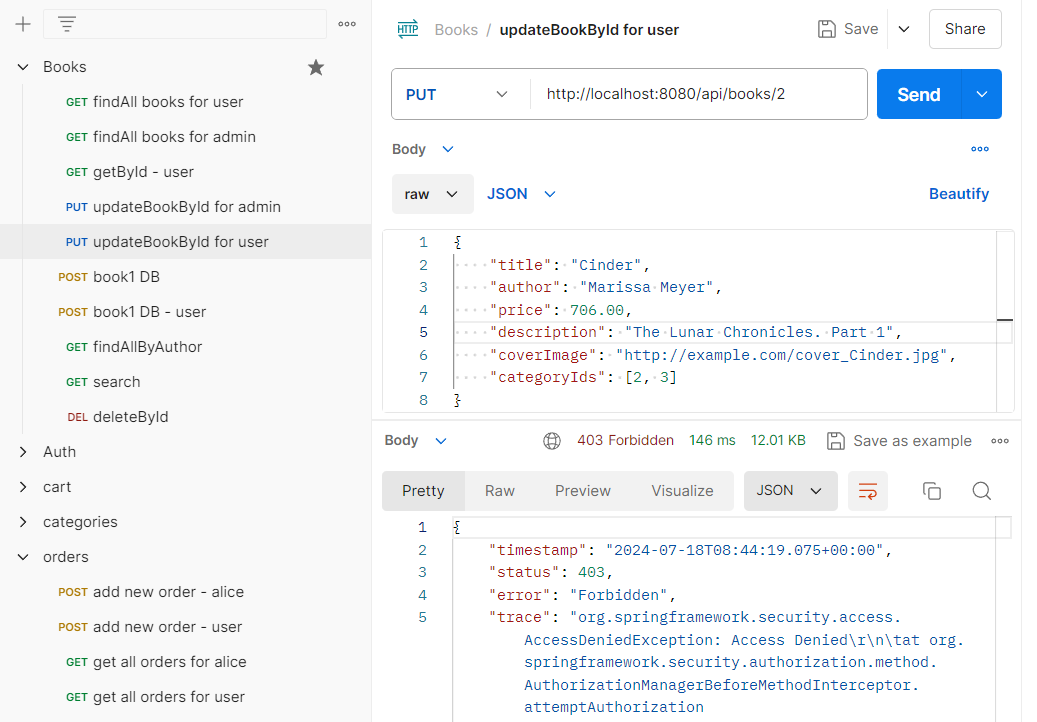 Books
GET findAll books for user
GET findAll books for admin
GET getById - user
PUT updateBookById for admin
PUT updateBookById for user
POST book1 DB
POST book1 DB - user
GET findAllByAuthor
GET search
DEL deleteById
Auth
cart
categories
orders
POST add new order - alice
POST add new order - user
GET get all orders for alice
GET get all orders for user
HTTP Books / updateBookById for user Save Share
PUT http://localhost:8080/api/books/2 Send
Body
raw JSON Beautify
1 {
2 "title": "Cinder",
3 "author": "Marissa Meyer",
4 "price": 706.00,
5 "description": "The Lunar Chronicles. Part 1",
6 "coverImage": "http://example.com/cover_Cinder.jpg",
7 "categoryIds": [2, 3]
8 }
Body 403 Forbidden 146 ms 12.01 KB Save as example
Pretty Raw Preview Visualize JSON
1 {
2 "timestamp": "2024-07-18T08:44:19.075+00:00",
3 "status": 403,
4 "error": "Forbidden",
5 "trace": "org.springframework.security.access.
AccessDeniedException: Access Denied\r\n\tat org.
springframework.security.authorization.method.
AuthorizationManagerBeforeMethodInterceptor.
attemptAuthorization